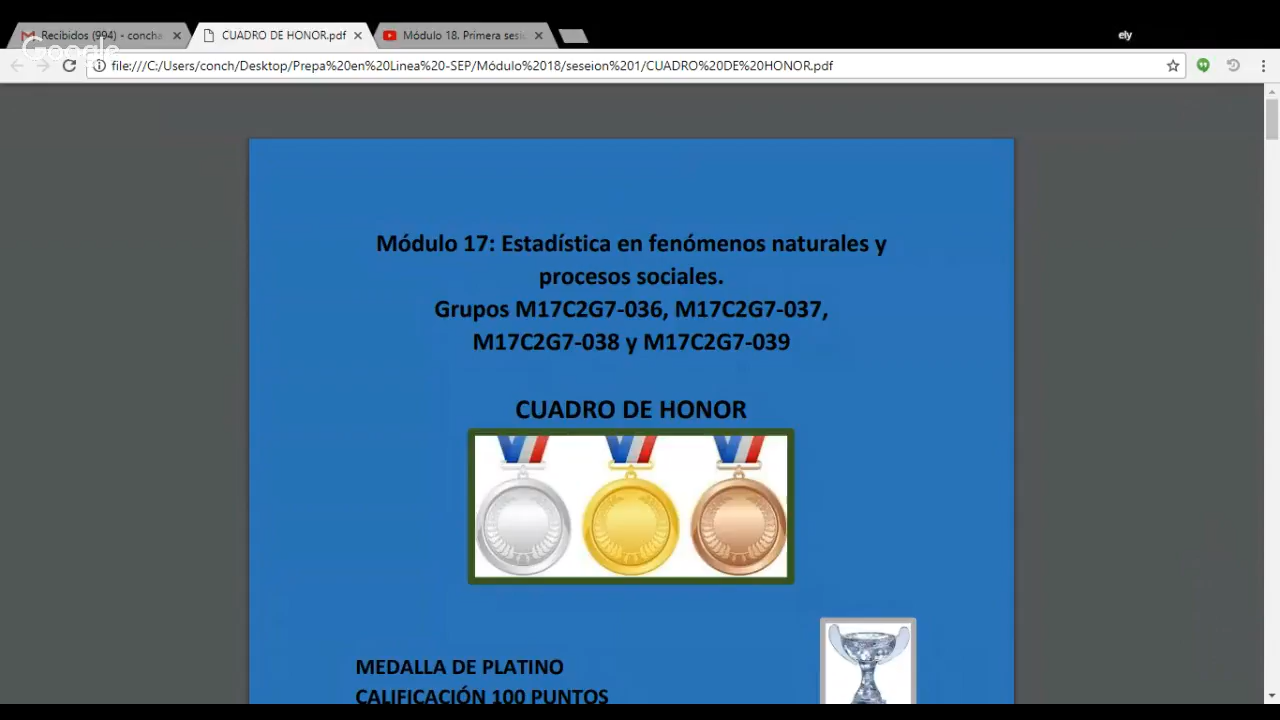 Recibidos (994) - concha
CUADRO DE HONOR.pdf
Módulo 18. Primera sesi
ely
Google
file:///C:/Users/conch/Desktop/Prepa%20en%20Linea%20-SEP/Módulo%2018/seseion%201/CUADRO%20DE%20HONOR.pdf
Módulo 17: Estadística en fenómenos naturales y
procesos sociales.
Grupos M17C2G7-036, M17C2G7-037,
M17C2G7-038 y M17C2G7-039
CUADRO DE HONOR
MEDALLA DE PLATINO
CALIFICACIÓN 100 PUNTOS